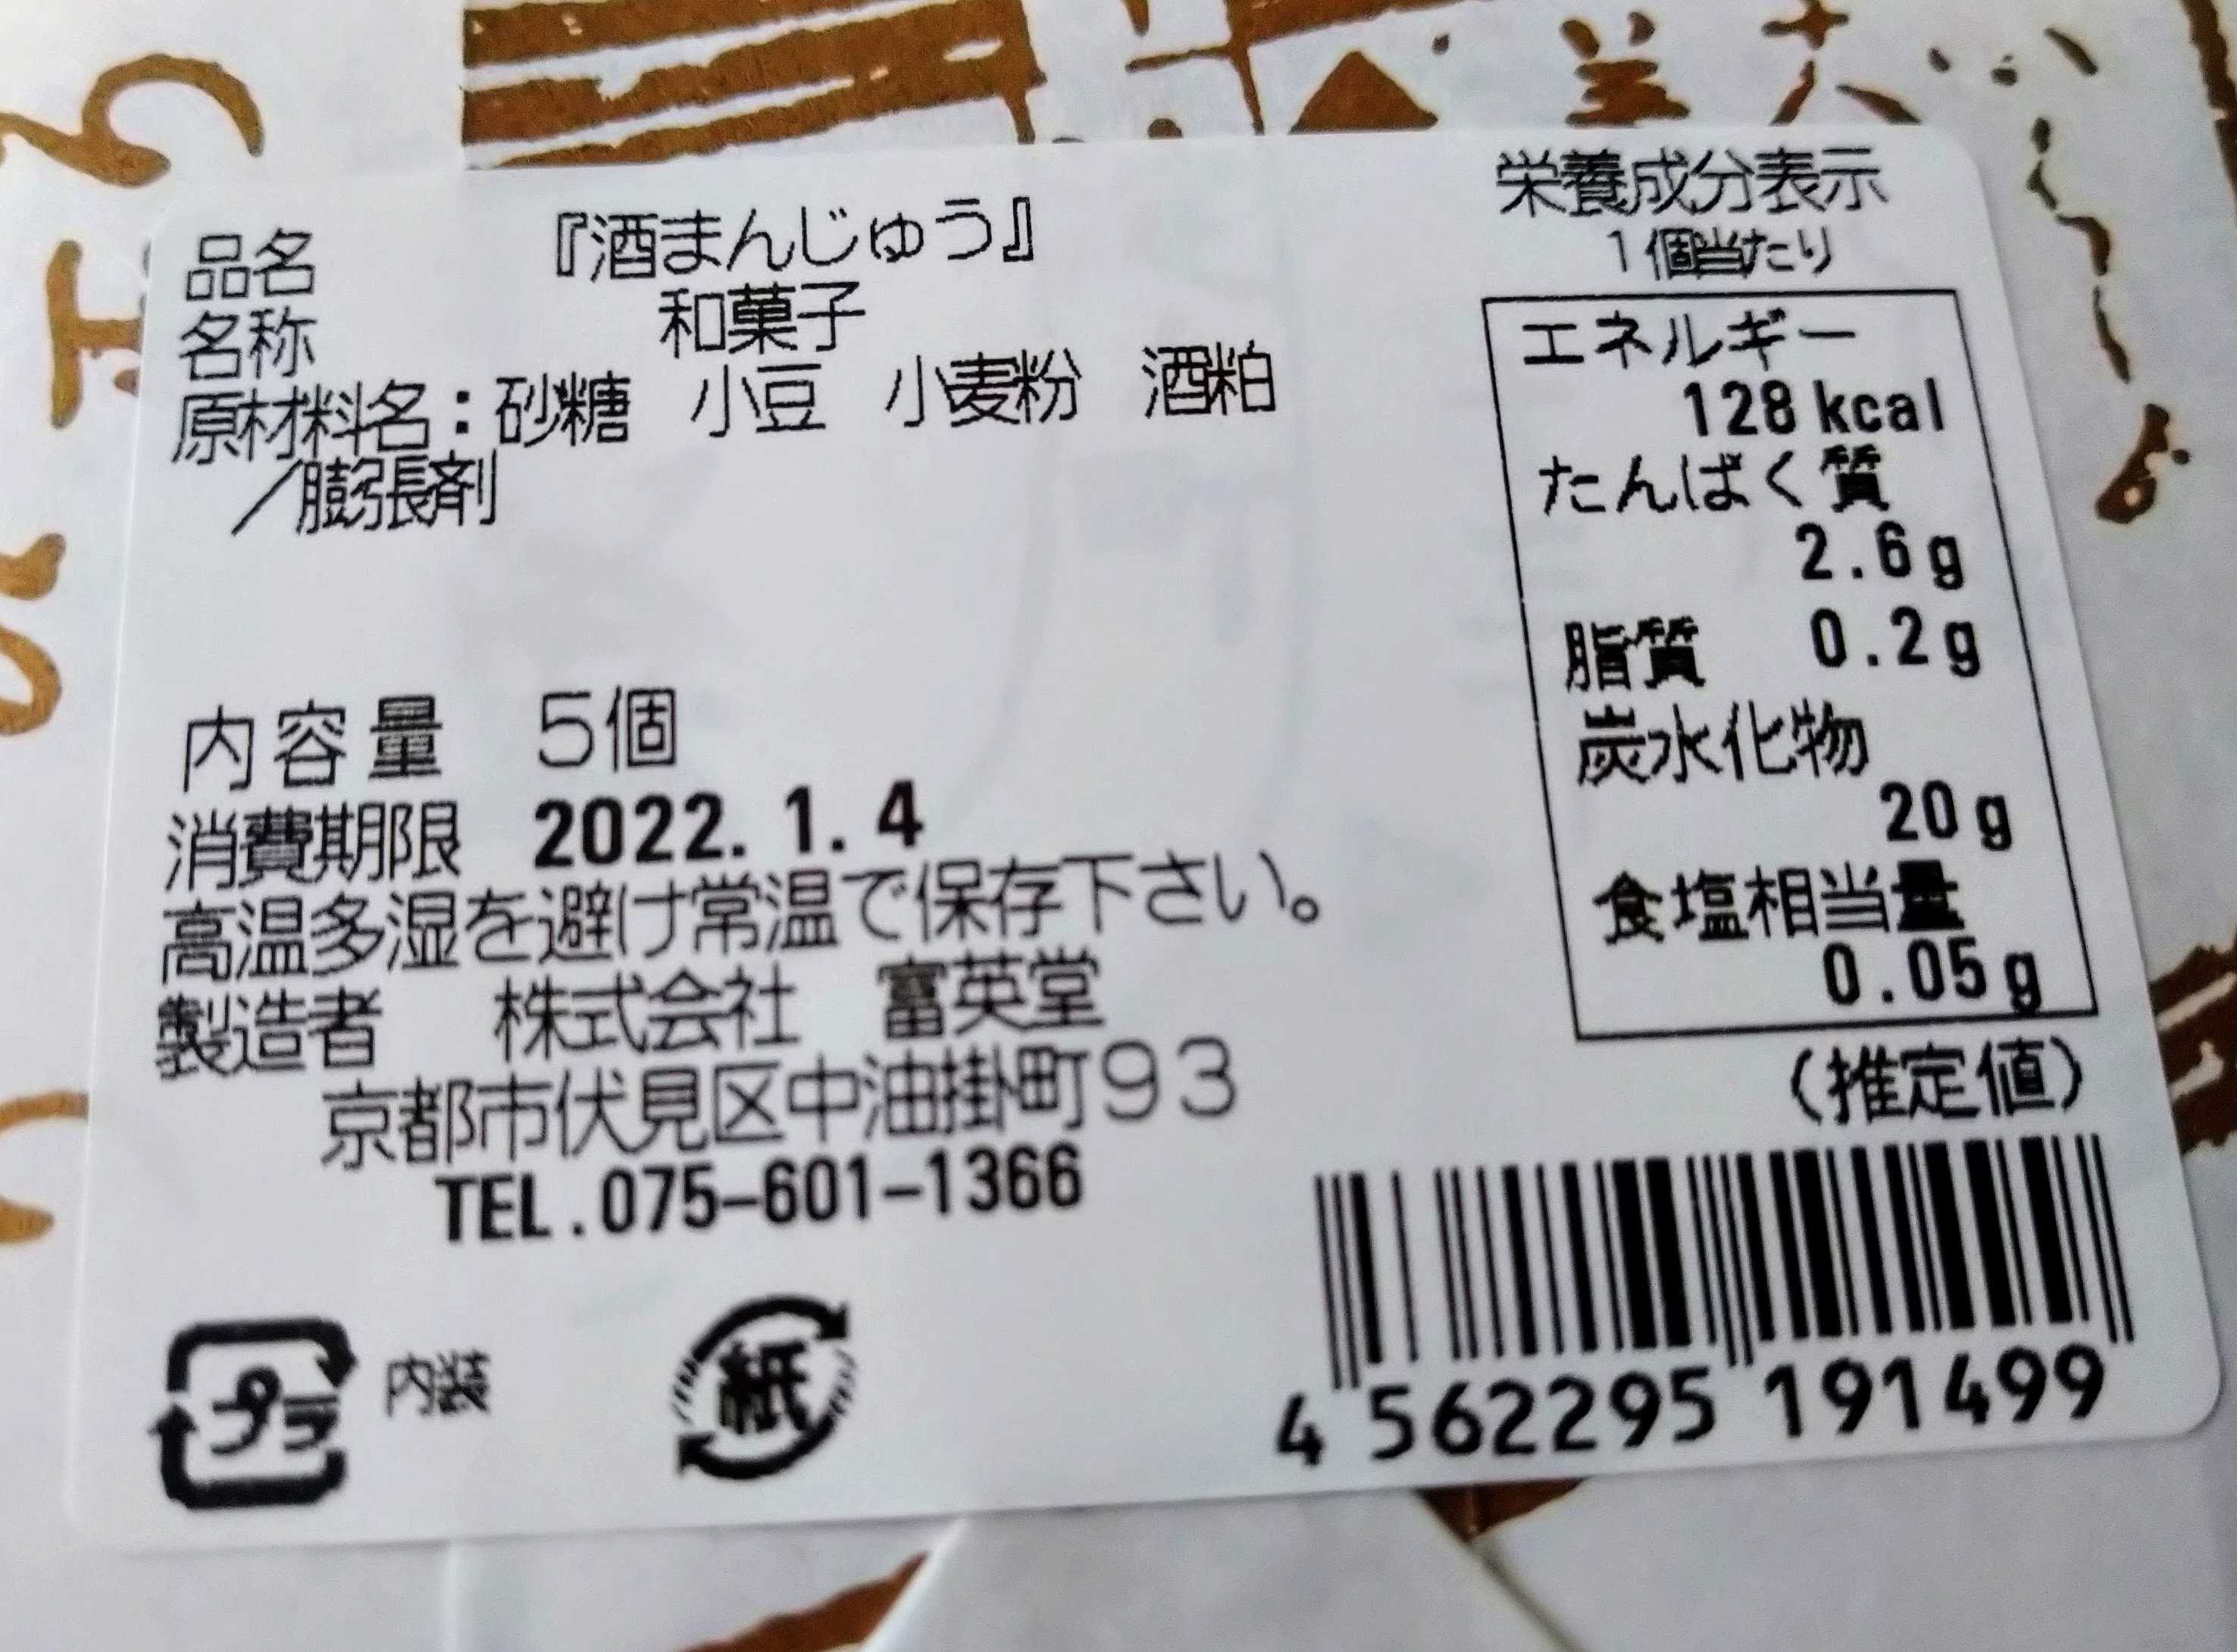 品名 『酒まんじゅう』
名称 和菓子
原材料名：砂糖 小豆 小麦粉 酒粕
／膨張剤
内容量 5個
消費期限 2022. 1. 4
高温多湿を避け常温で保存下さい。
製造者 株式会社 富英堂
京都市伏見区中油掛町93
TEL.075-601-1366
プラ 内装
紙
栄養成分表示
1個当たり
エネルギー
128 kcal
たんぱく質
2.6g
脂質 0.2g
炭水化物
20g
食塩相当量
0.05g
(推定値)
4 562295 191499